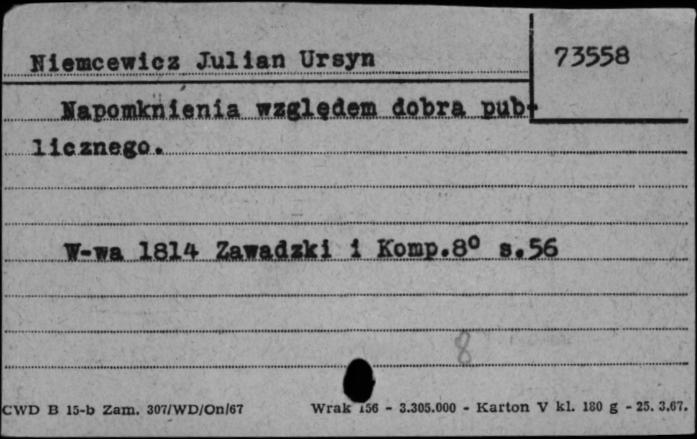 Niemcewicz Julian Ursyn
73558
Napomknienia względem dobra pub-
licznego.
W-wa 1814 Zawadzki i Komp.8° s.56
8
CWD B 15-b Zam. 307/WD/On/67
Wrak 156 - 3.305.000 - Karton V kl. 180 g - 25. 3.67.